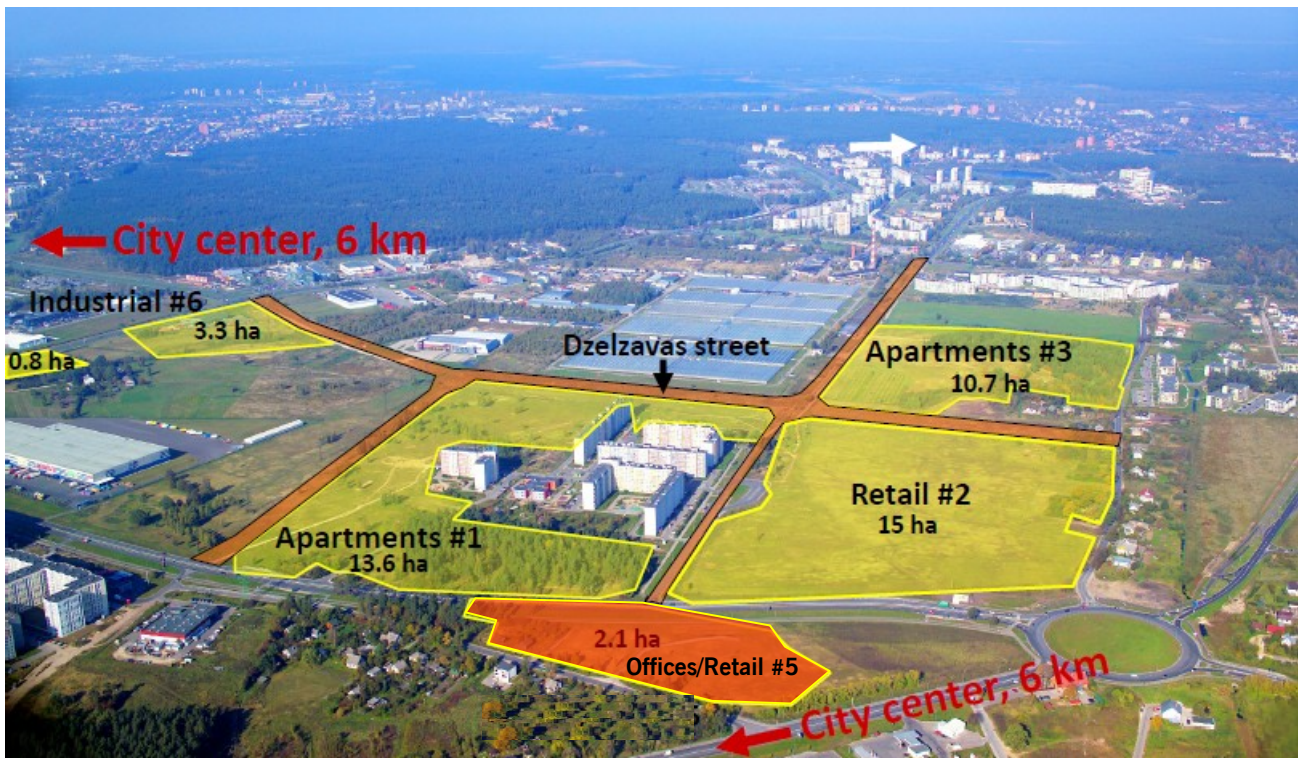 City center, 6 km
Industrial #6
3.3 ha
0.8 ha
Dzelzavas street
Apartments #3
10.7 ha
Retail #2
15 ha
Apartments #1
13.6 ha
2.1 ha
Offices/Retail #5
City center, 6 km